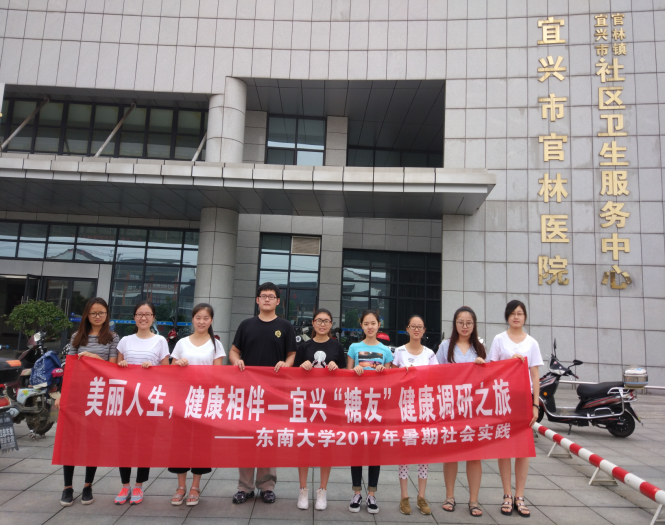 宜兴市官林医院
宜兴市官林镇
社区卫生服务中心
美丽人生，健康相伴—宜兴“糖友”健康调研之旅
——东南大学2017年暑期社会实践